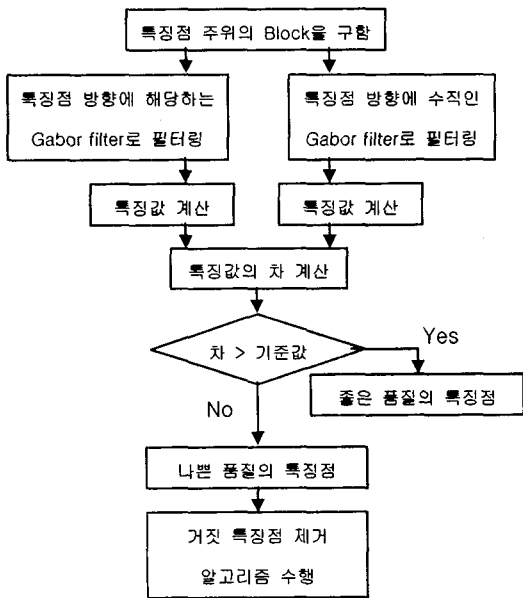 특징점 주위의 Block을 구함
특징점 방향에 해당하는
Gabor filter로 필터링
특징점 방향에 수직인
Gabor filter로 필터링
특징값 계산
특징값 계산
특징값의 차 계산
차 > 기준값
Yes
좋은 품질의 특징점
No
나쁜 품질의 특징점
거짓 특징점 제거
알고리즘 수행